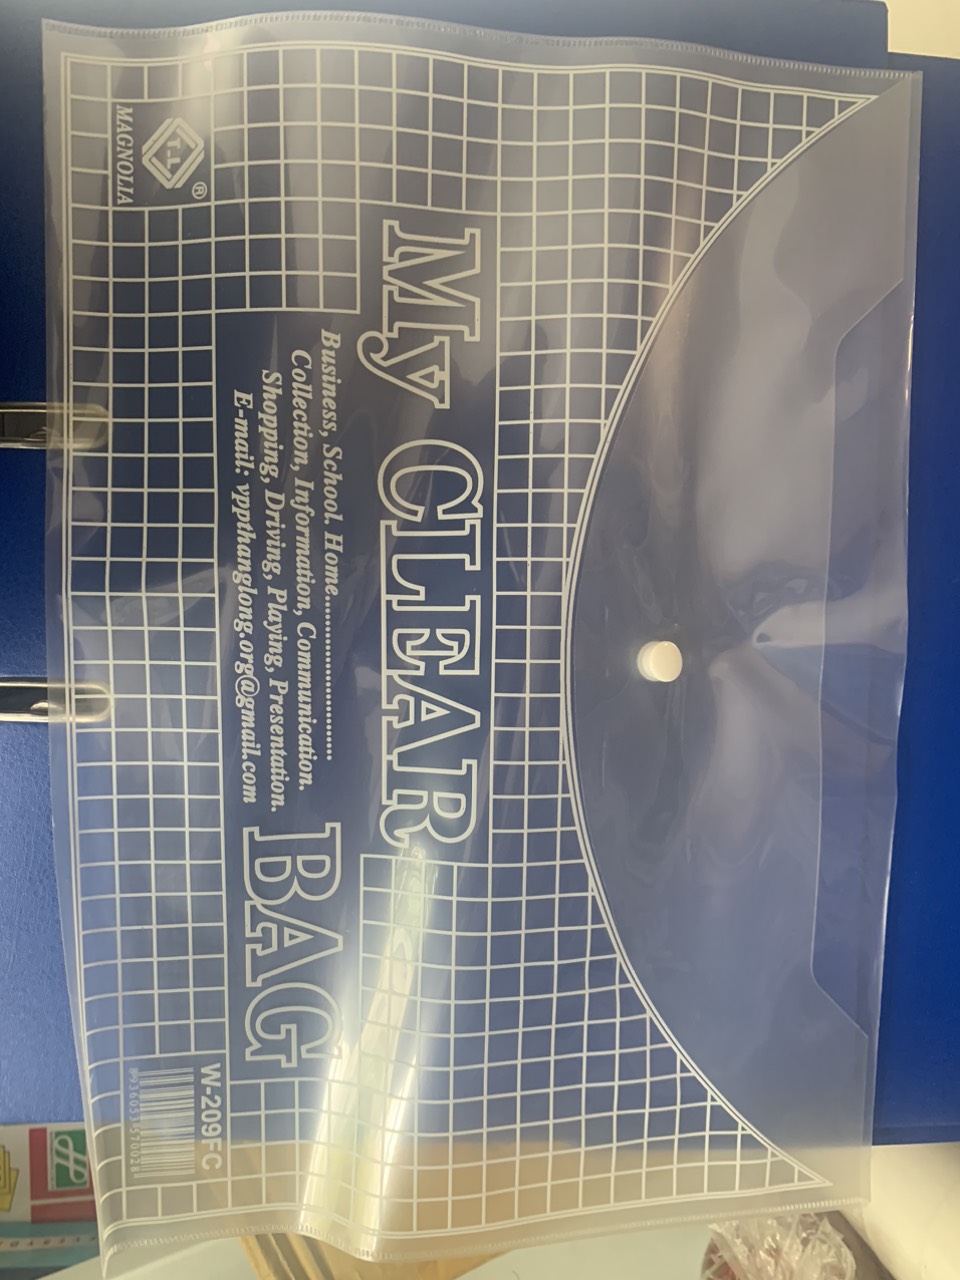 My CLEAR
BAG
Business, School. Home..............................
Collection, Information, Communication.
Shopping, Driving, Playing, Presentation.
E-mail: vppthanglong.org@gmail.com
T-L ®
MAGNOLIA
W-209FC
8936053570028